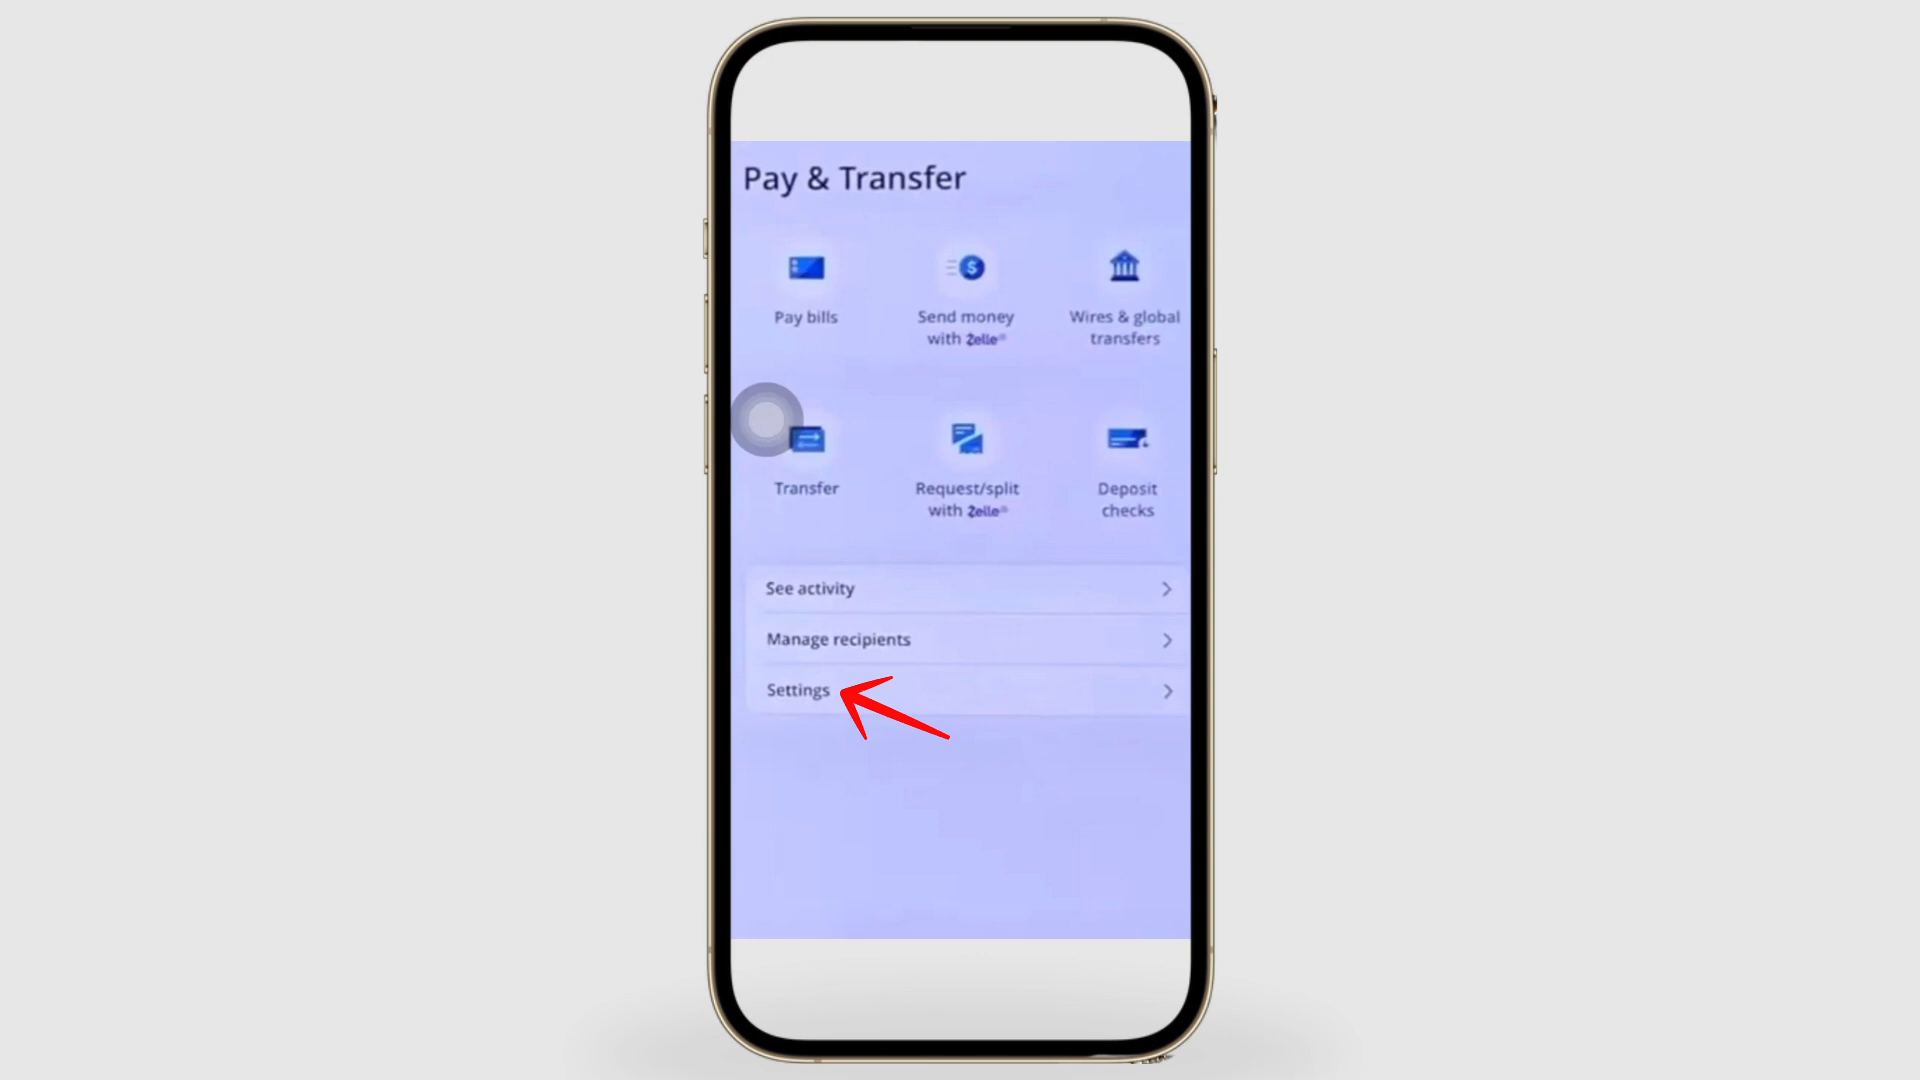 Pay & Transfer
Pay bills
Send money
with Zelle®
Wires & global
transfers
Transfer
Request/split
with Zelle®
Deposit
checks
See activity
Manage recipients
Settings